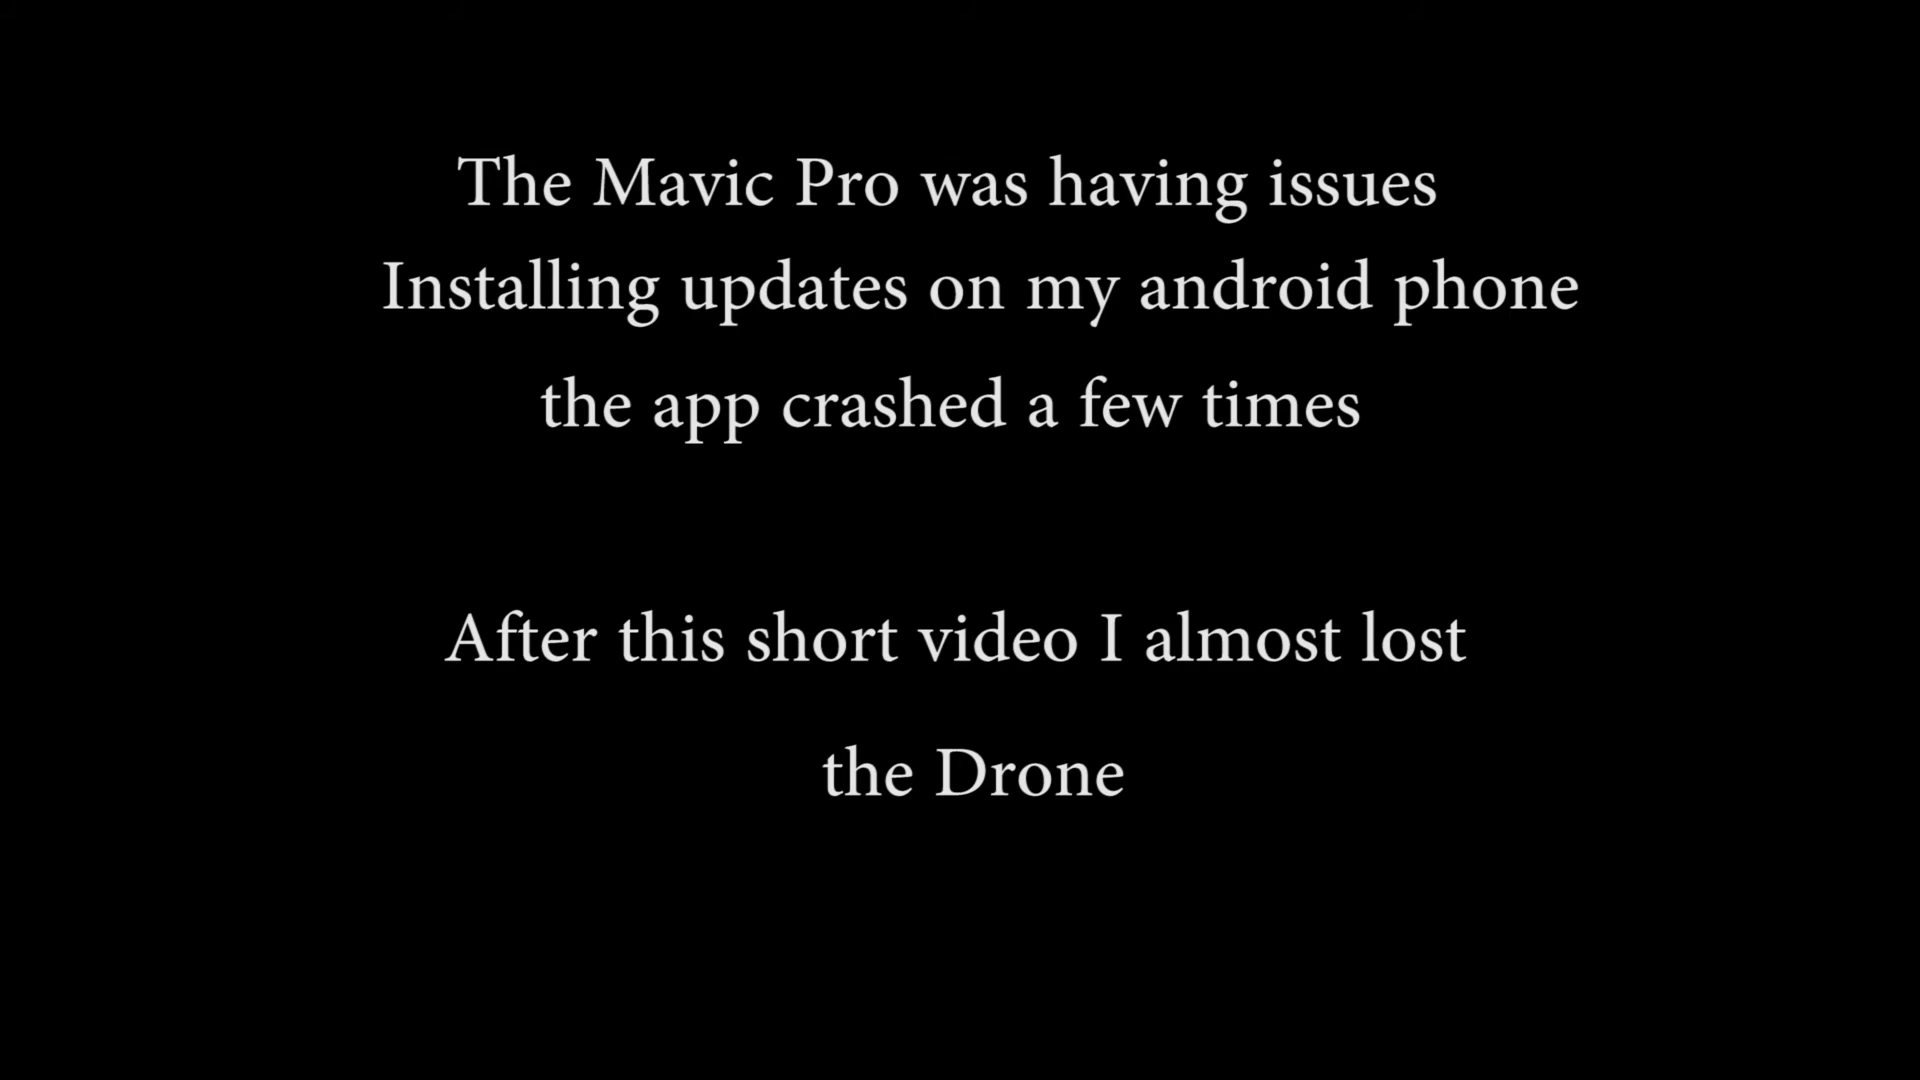 The Mavic Pro was having issues
Installing updates on my android phone
the app crashed a few times
After this short video I almost lost
the Drone